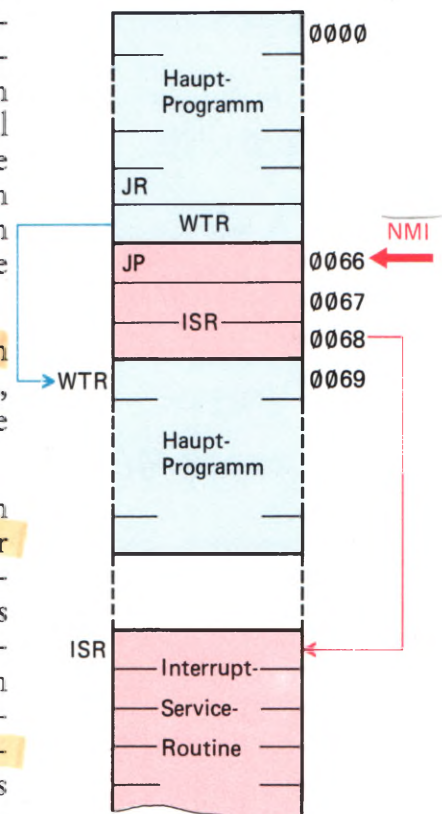 0000
Haupt-
Programm
JR
WTR
NMI
JP
0066
0067
ISR
0068
WTR
0069
Haupt-
Programm
ISR
Interrupt-
Service-
Routine